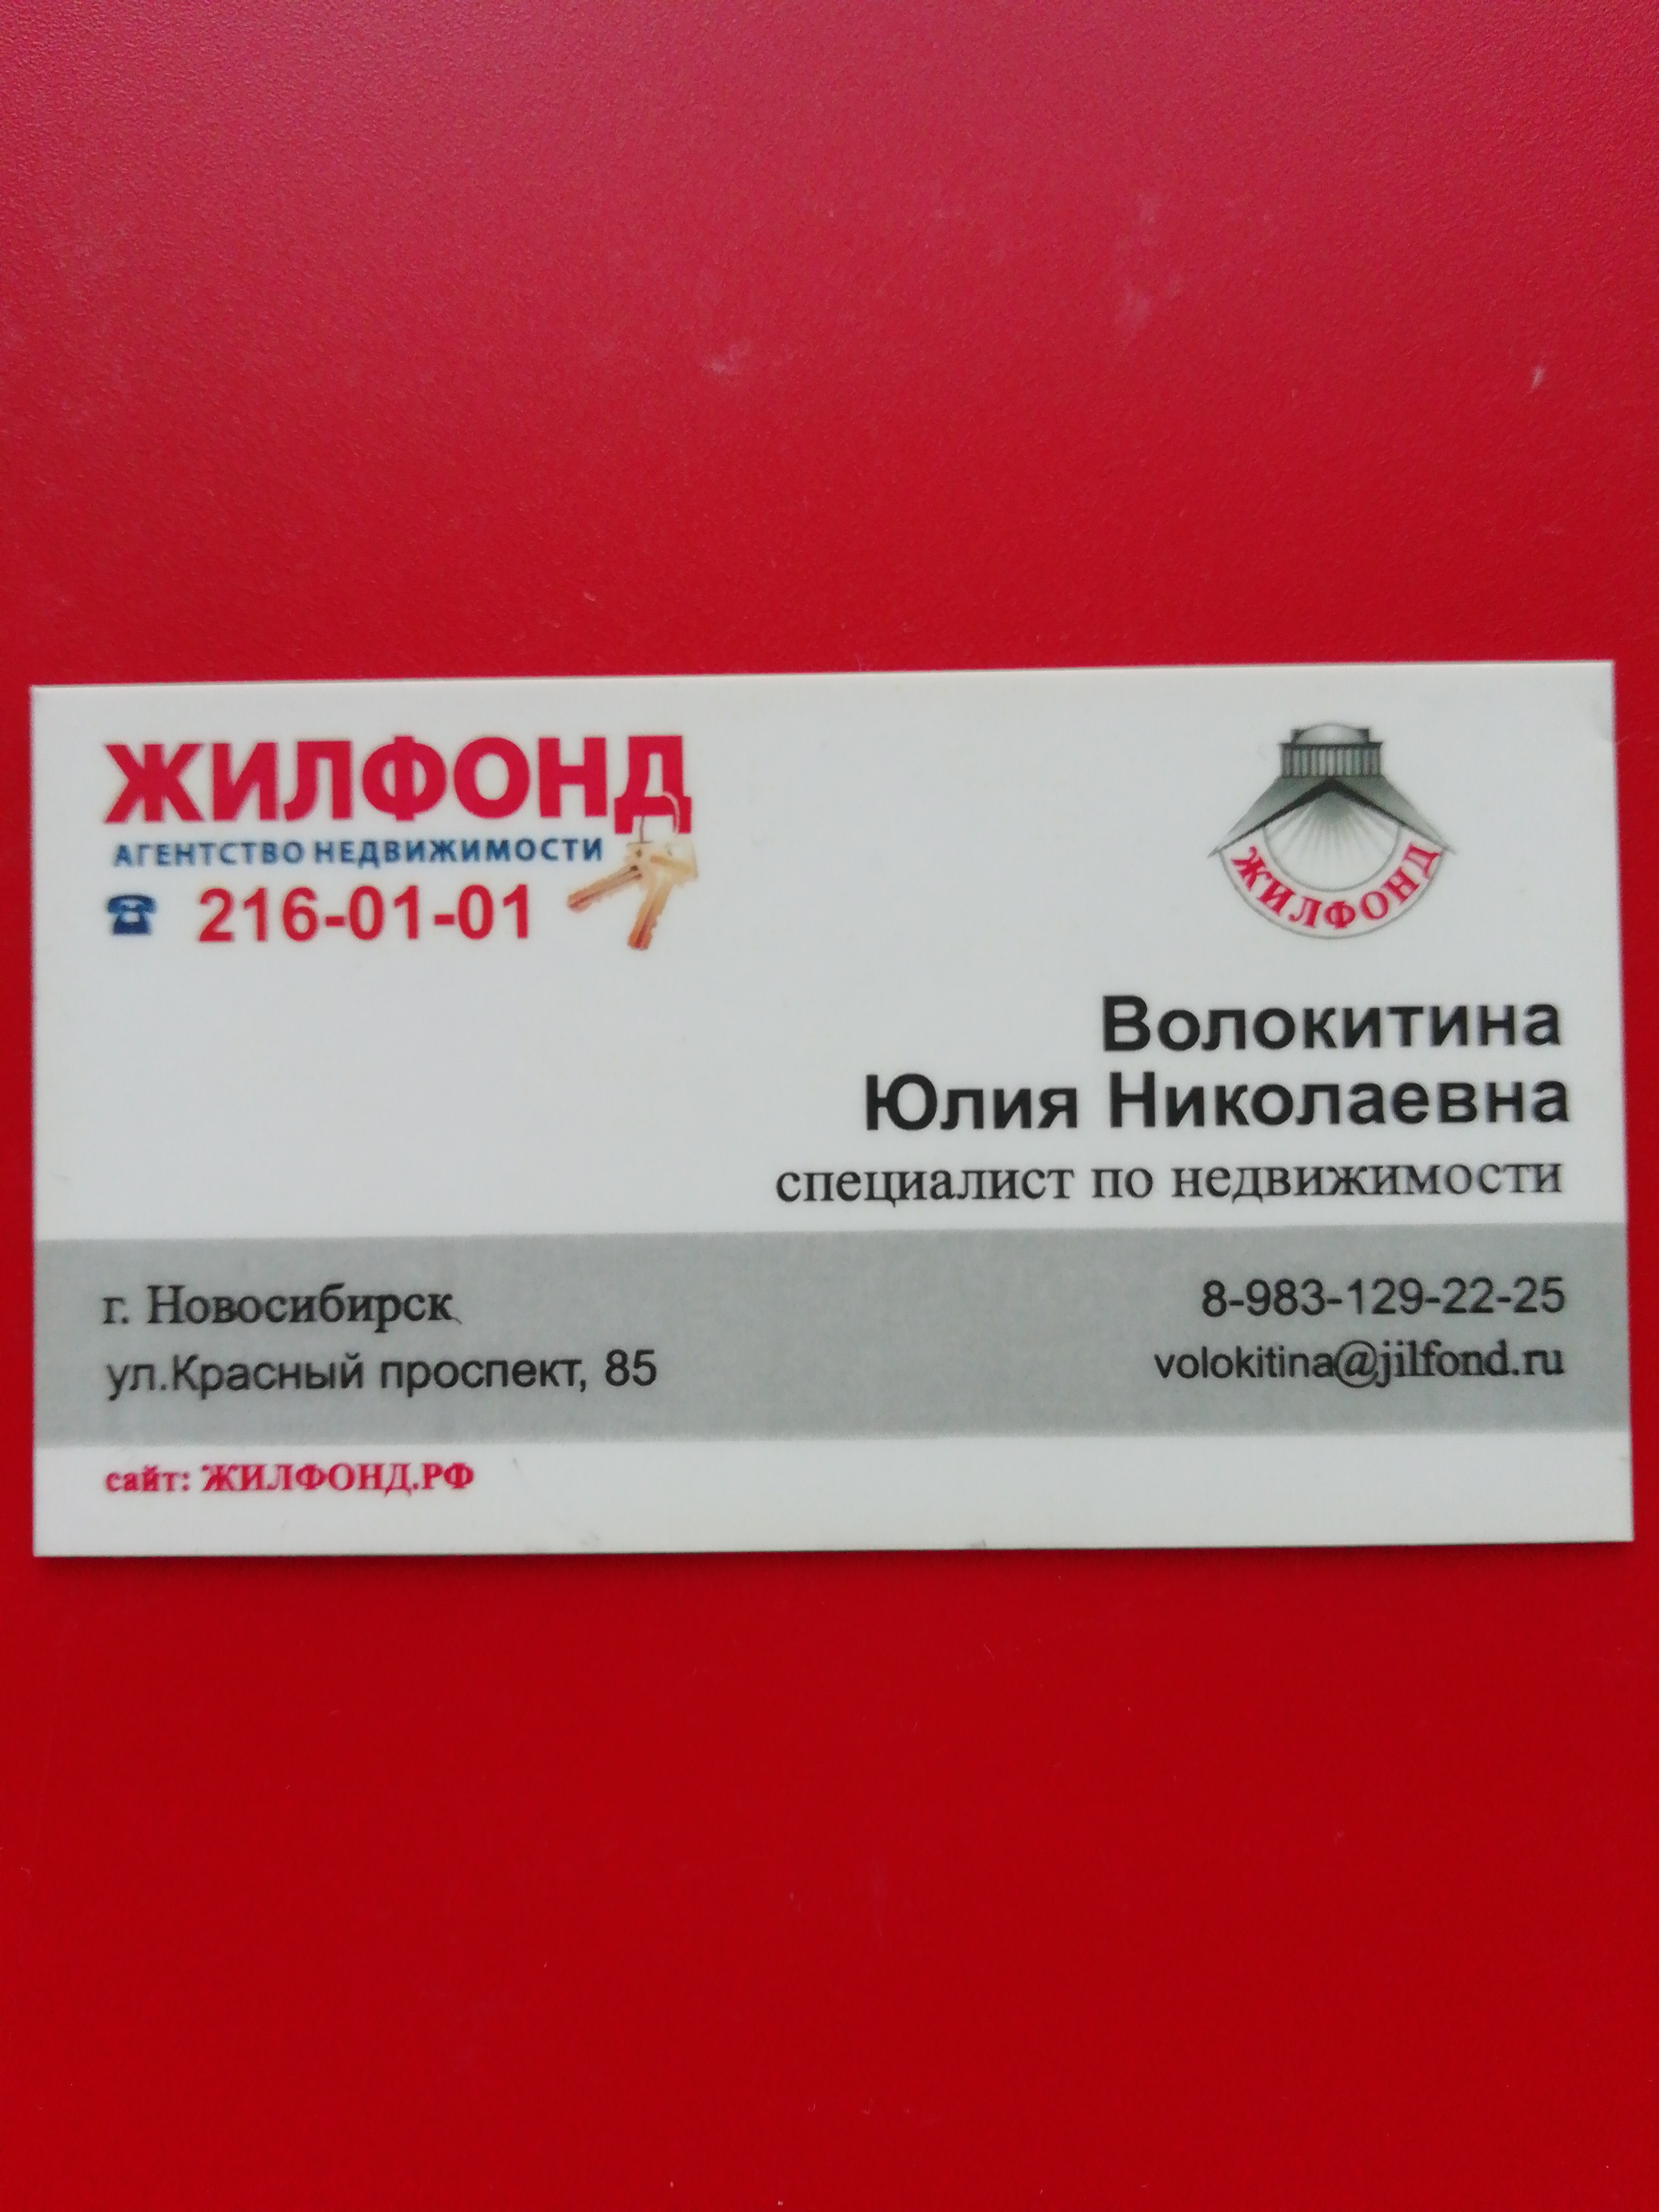 ЖИЛФОНД
АГЕНТСТВО НЕДВИЖИМОСТИ
216-01-01
ЖИЛФОНД
Волокитина
Юлия Николаевна
специалист по недвижимости
г. Новосибирск
ул.Красный проспект, 85
8-983-129-22-25
volokitina@jilfond.ru
сайт: ЖИЛФОНД.РФ